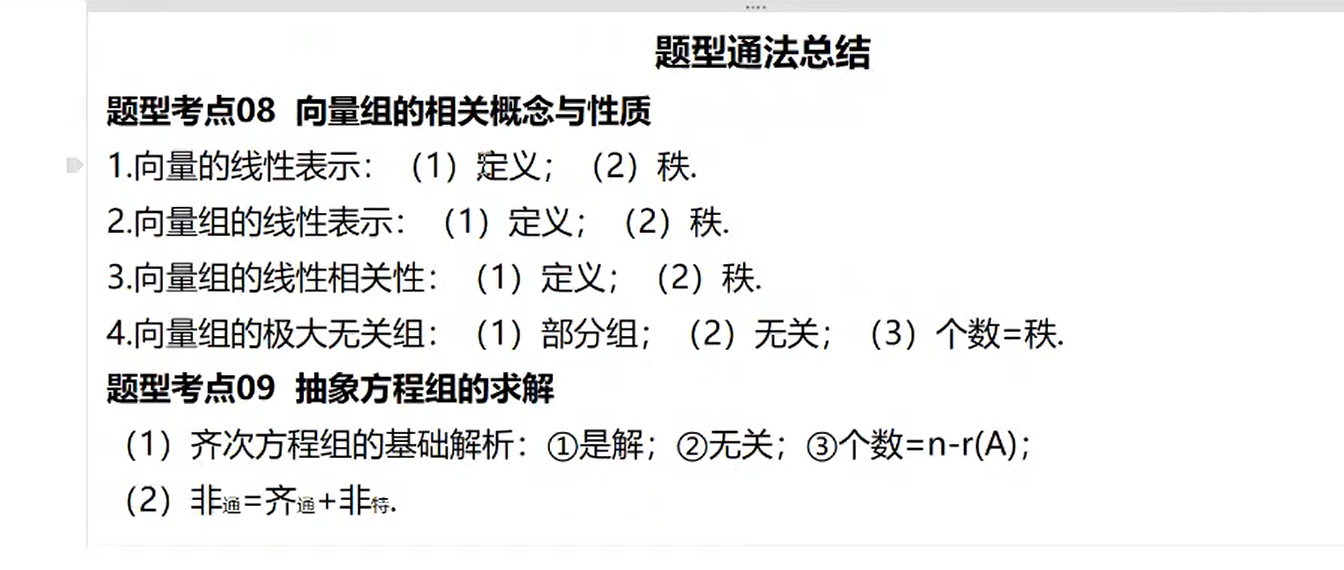 题型通法总结
题型考点08 向量组的相关概念与性质
1.向量的线性表示：（1）定义；（2）秩.
2.向量组的线性表示：（1）定义；（2）秩.
3.向量组的线性相关性：（1）定义；（2）秩.
4.向量组的极大无关组：（1）部分组；（2）无关；（3）个数=秩.
题型考点09 抽象方程组的求解
（1）齐次方程组的基础解析：①是解；②无关；③个数=n-r(A)；
（2）非通=齐通+非特.